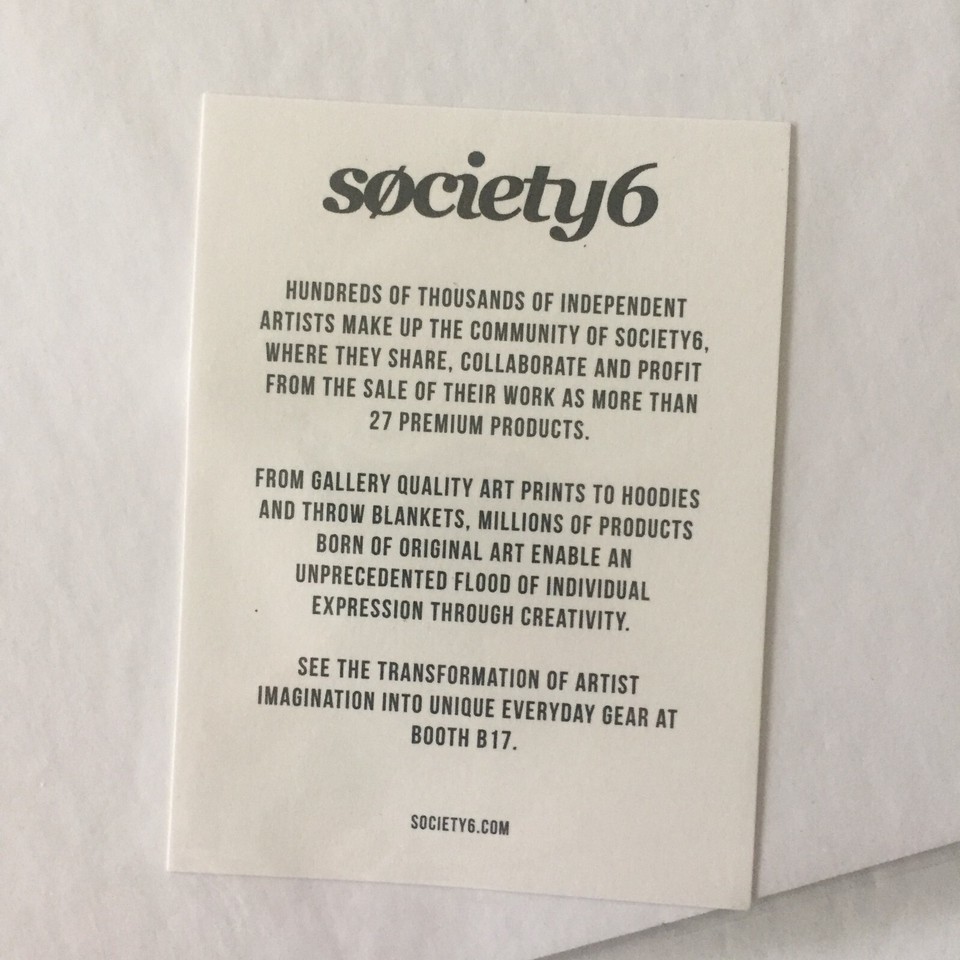 søciety6
HUNDREDS OF THOUSANDS OF INDEPENDENT
ARTISTS MAKE UP THE COMMUNITY OF SOCIETY6,
WHERE THEY SHARE, COLLABORATE AND PROFIT
FROM THE SALE OF THEIR WORK AS MORE THAN
27 PREMIUM PRODUCTS.
FROM GALLERY QUALITY ART PRINTS TO HOODIES
AND THROW BLANKETS, MILLIONS OF PRODUCTS
BORN OF ORIGINAL ART ENABLE AN
UNPRECEDENTED FLOOD OF INDIVIDUAL
EXPRESSION THROUGH CREATIVITY.
SEE THE TRANSFORMATION OF ARTIST
IMAGINATION INTO UNIQUE EVERYDAY GEAR AT
BOOTH B17.
SOCIETY6.COM